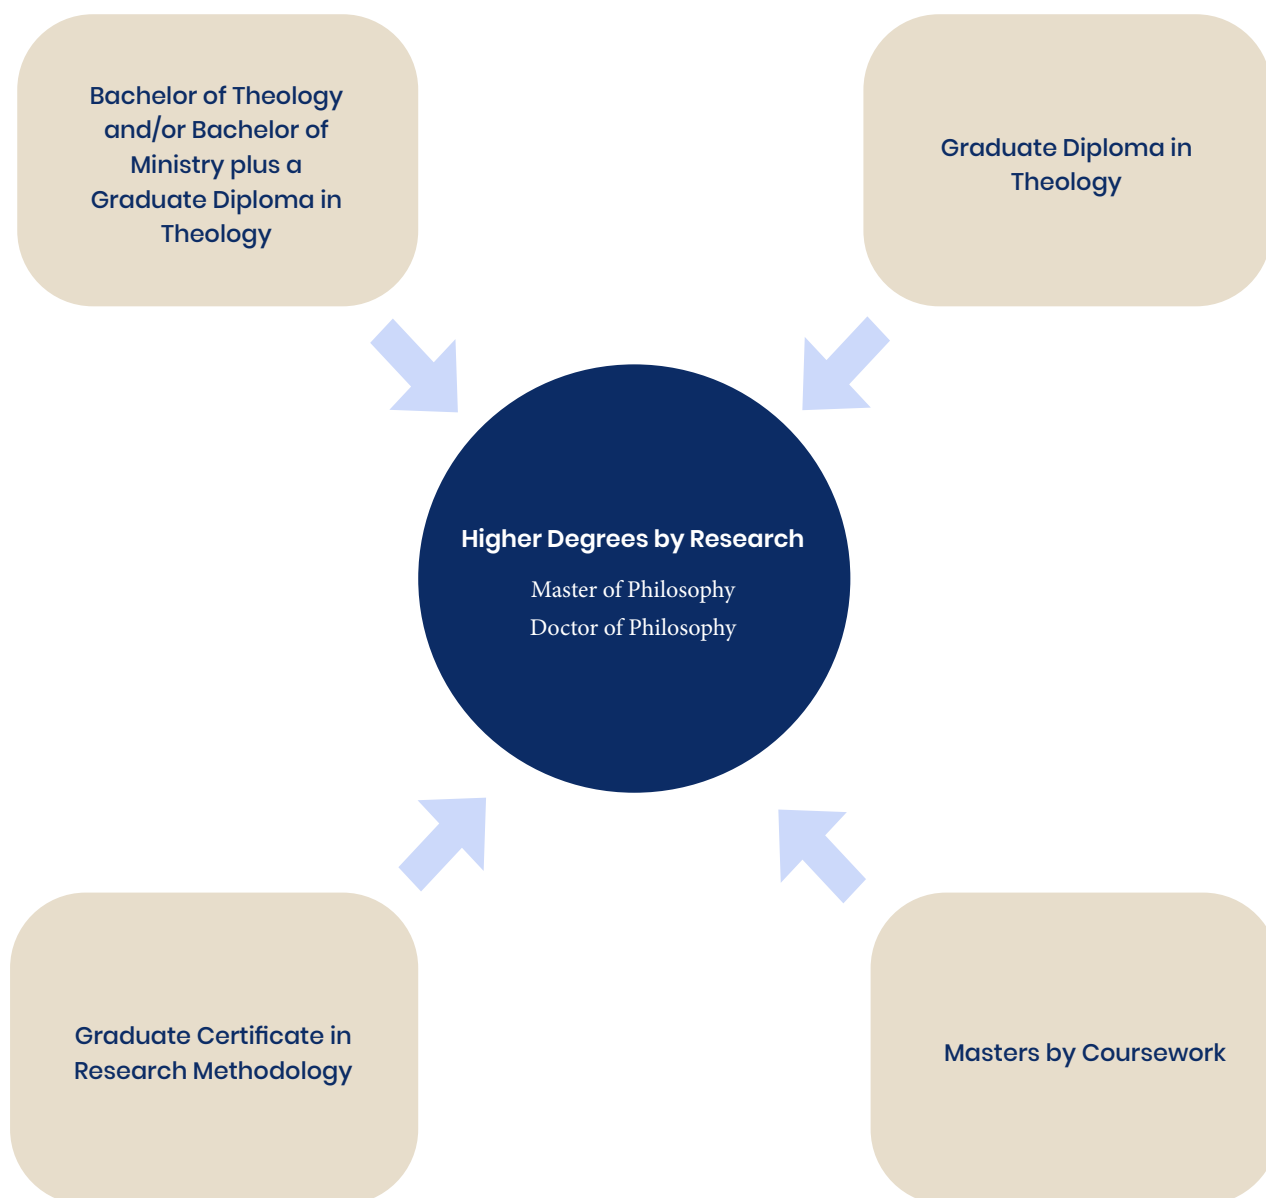 Bachelor of Theology
and/or Bachelor of
Ministry plus a
Graduate Diploma in
Theology
Graduate Diploma in
Theology
Higher Degrees by Research
Master of Philosophy
Doctor of Philosophy
Graduate Certificate in
Research Methodology
Masters by Coursework